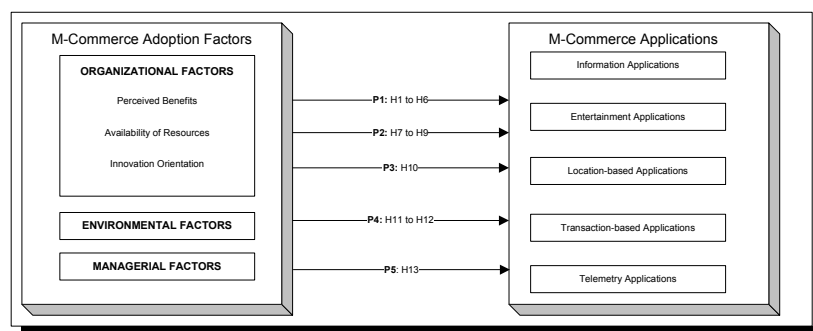 M-Commerce Adoption Factors
ORGANIZATIONAL FACTORS
Perceived Benefits
Availability of Resources
Innovation Orientation
ENVIRONMENTAL FACTORS
MANAGERIAL FACTORS
P1: H1 to H6
P2: H7 to H9
P3: H10
P4: H11 to H12
P5: H13
M-Commerce Applications
Information Applications
Entertainment Applications
Location-based Applications
Transaction-based Applications
Telemetry Applications